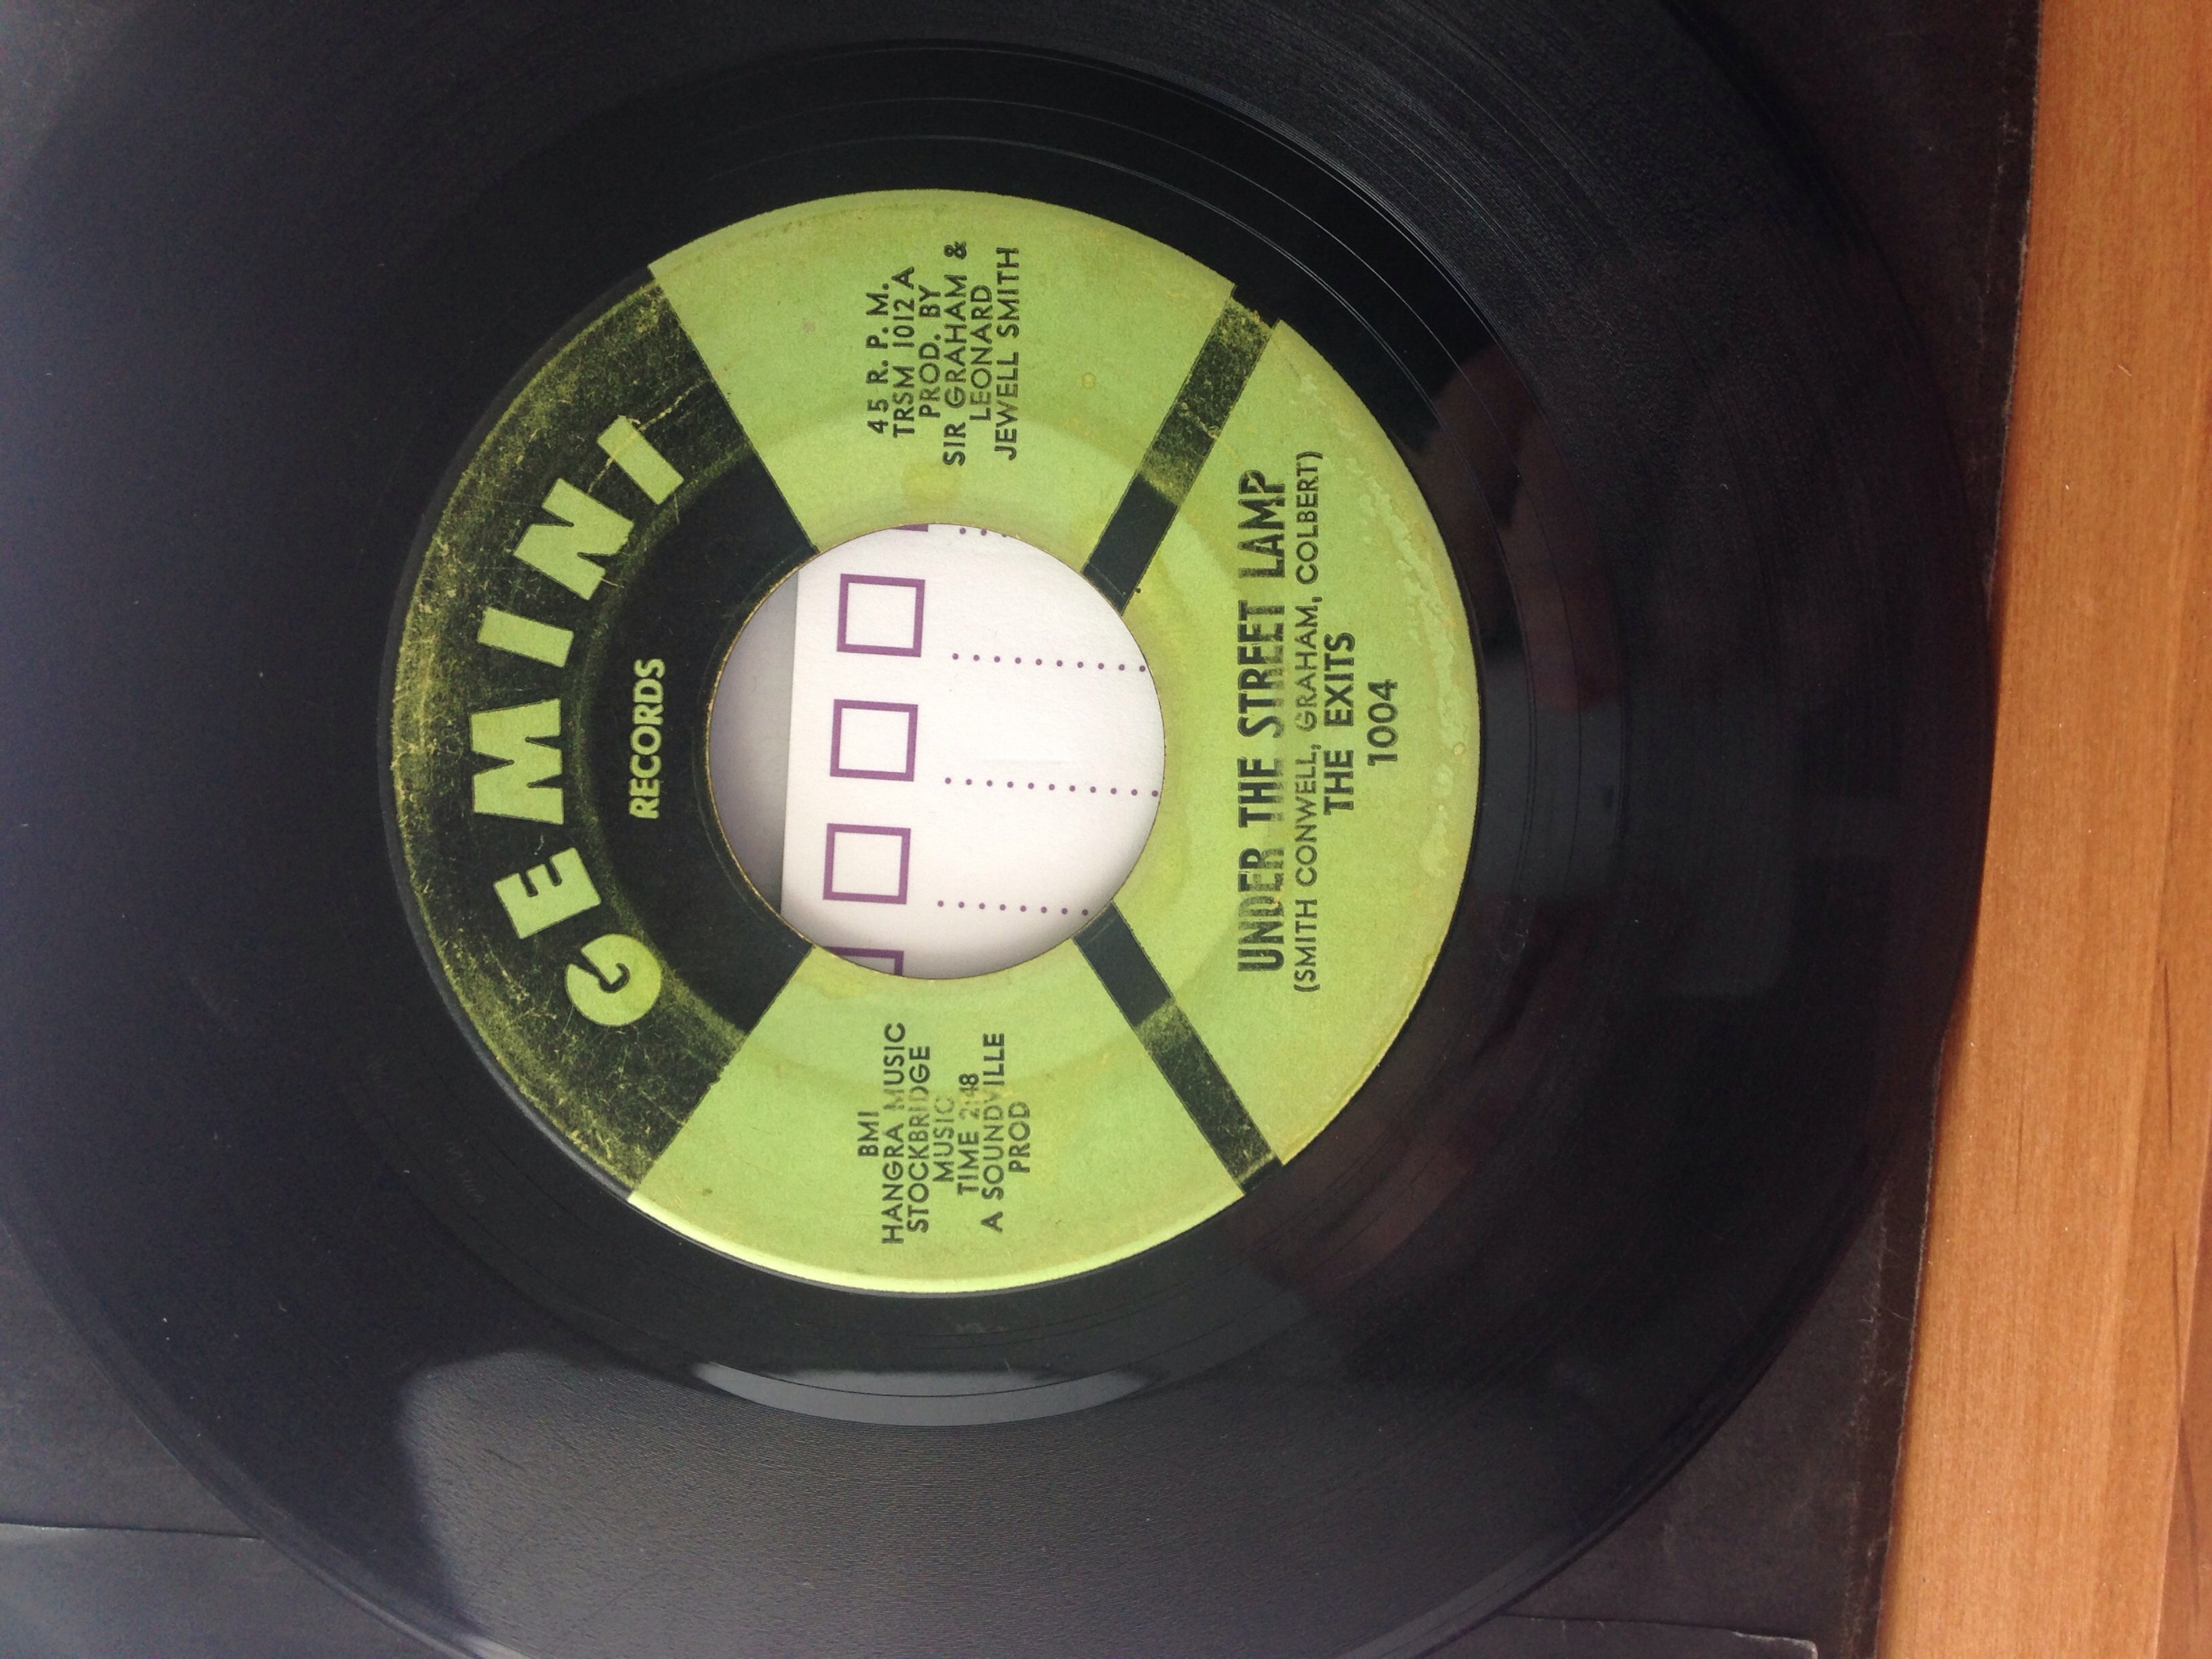 GEMINI
RECORDS
BMI
HANGRA MUSIC
STOCKBRIDGE
MUSIC
TIME 2:48
A SOUNDVILLE
PROD
45 R. P. M.
TRSM 1012 A
PROD. BY
SIR GRAHAM &
LEONARD
JEWELL SMITH
UNDER THE STREET LAMP
(SMITH CONWELL, GRAHAM, COLBERT)
THE EXITS
1004